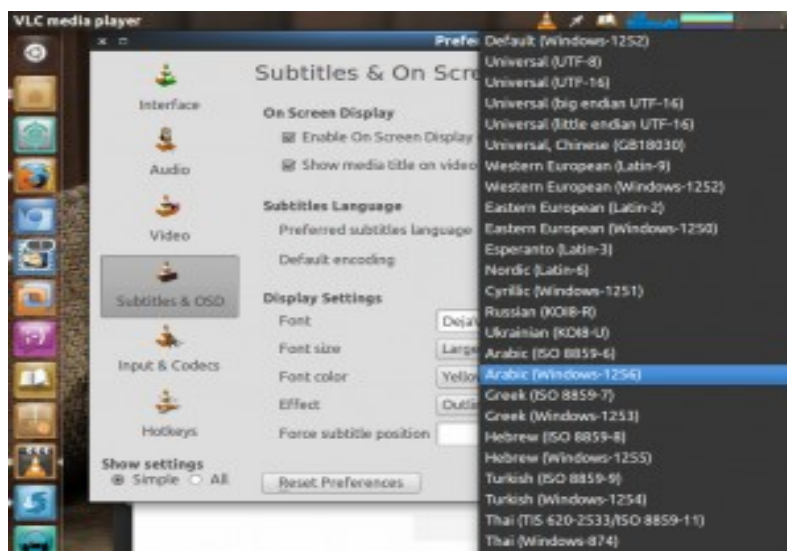 VLC media player
Prefe
Subtitles & On Scre
Interface
Audio
Video
Subtitles & OSD
Input & Codecs
Hotkeys
Show settings
Simple
All
On Screen Display
Enable On Screen Display
Show media title on video
Subtitles Language
Preferred subtitles language
Default encoding
Display Settings
Font
Deja
Font size
Large
Font color
Yello
Effect
Outli
Force subtitle position
Reset Preferences
Default (Windows-1252)
Universal (UTF-8)
Universal (UTF-16)
Universal (big endian UTF-16)
Universal (little endian UTF-16)
Universal, Chinese (GB18030)
Western European (Latin-9)
Western European (Windows-1252)
Eastern European (Latin-2)
Eastern European (Windows-1250)
Esperanto (Latin-3)
Nordic (Latin-6)
Cyrillic (Windows-1251)
Russian (KOI8-R)
Ukrainian (KOI8-U)
Arabic (ISO 8859-6)
Arabic (Windows-1256)
Greek (ISO 8859-7)
Greek (Windows-1253)
Hebrew (ISO 8859-8)
Hebrew (Windows-1255)
Turkish (ISO 8859-9)
Turkish (Windows-1254)
Thai (TIS 620-2533/ISO 8859-11)
Thai (Windows-874)